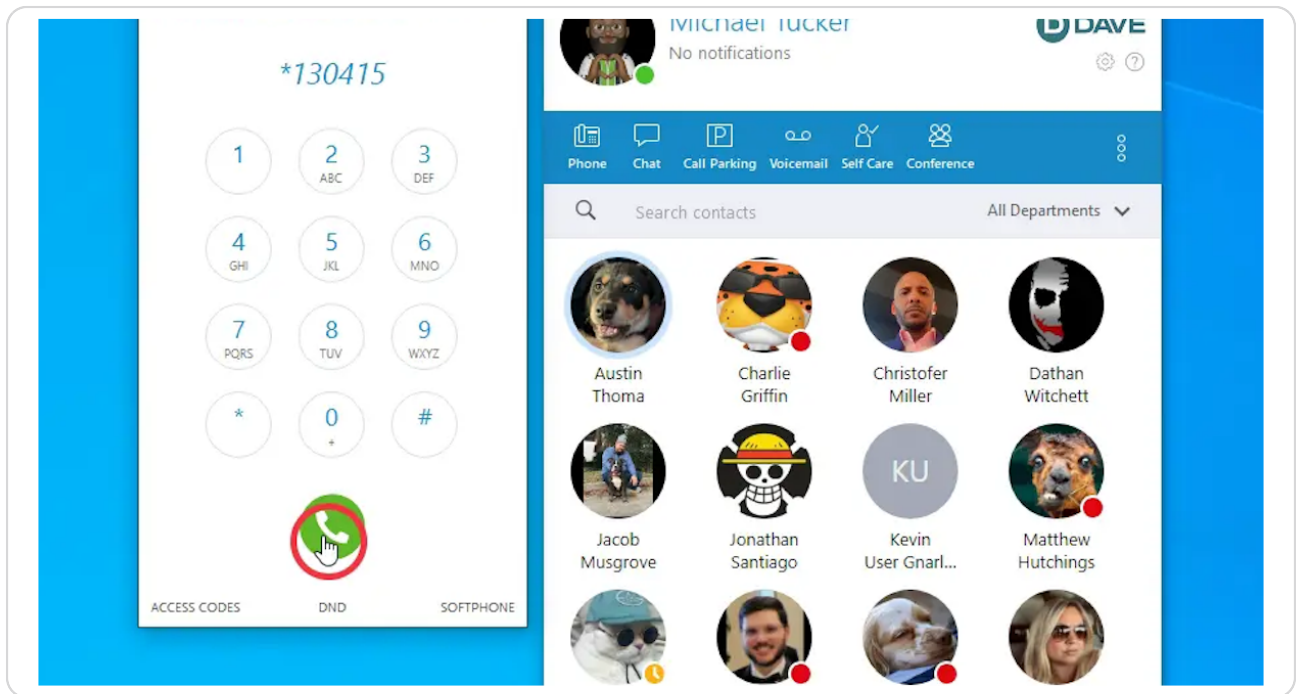 *130415
1
2
ABC
3
DEF
4
GHI
5
JKL
6
MNO
7
PQRS
8
TUV
9
WXYZ
*
0
+
#
ACCESS CODES DND SOFTPHONE
Michael Tucker
No notifications
DAVE
Phone Chat Call Parking Voicemail Self Care Conference
Search contacts All Departments
Austin
Thoma
Charlie
Griffin
Christofer
Miller
Dathan
Witchett
Jacob
Musgrove
Jonathan
Santiago
KU
Kevin
User Gnarl...
Matthew
Hutchings